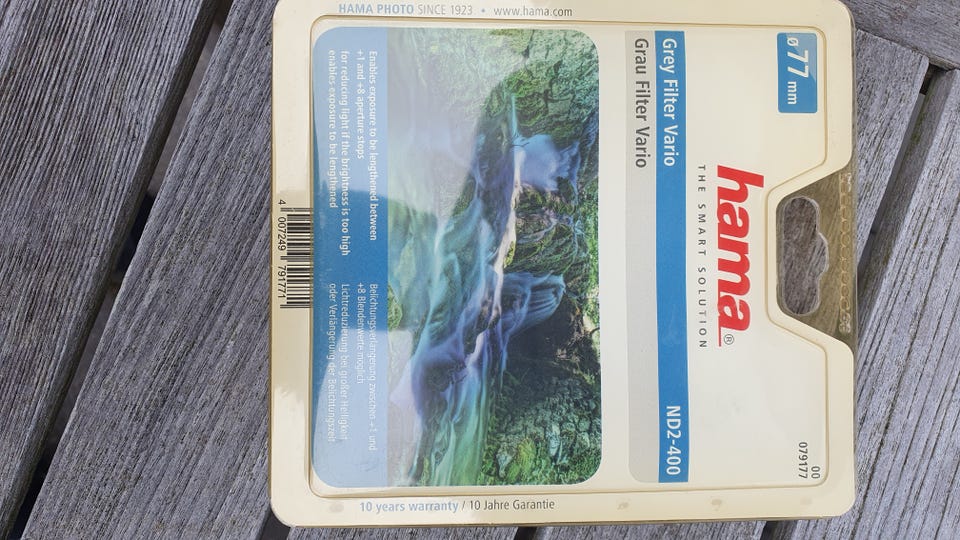 ø 77 mm
hama®
THE SMART SOLUTION
00
079177
Grey Filter Vario
ND2-400
Grau Filter Vario
Enables exposure to be lengthened between
+1 and +8 aperture stops
for reducing light if the brightness is too high
enables exposure to be lengthened
Belichtungsverlängerung zwischen +1 und
+8 Blendenwerte möglich
Lichtreduzierung bei großer Helligkeit
oder Verlängerung der Belichtungszeit
HAMA PHOTO SINCE 1923 • www.hama.com
10 years warranty / 10 Jahre Garantie
4 007249 791771